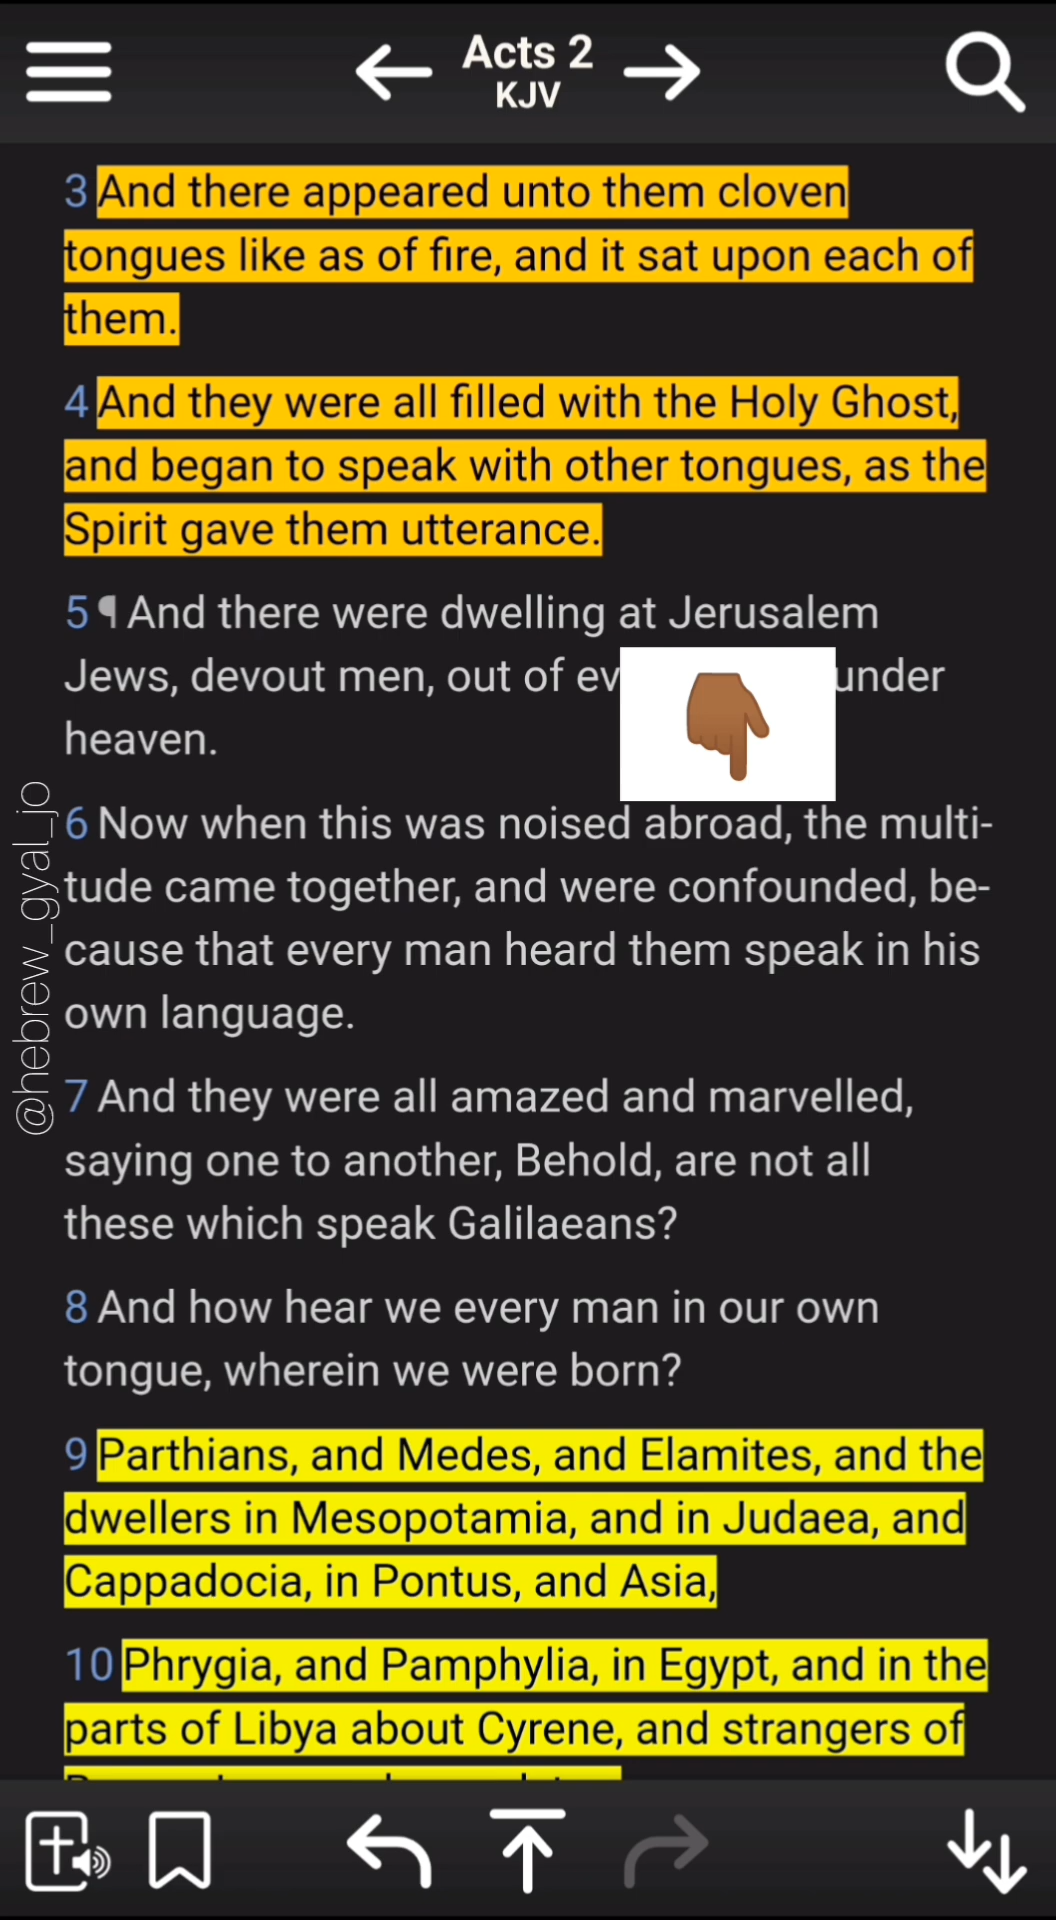 Acts 2
KJV
3 And there appeared unto them cloven
tongues like as of fire, and it sat upon each of
them.
4 And they were all filled with the Holy Ghost,
and began to speak with other tongues, as the
Spirit gave them utterance.
5 ¶ And there were dwelling at Jerusalem
Jews, devout men, out of ev under
heaven.
6 Now when this was noised abroad, the multi-
tude came together, and were confounded, be-
cause that every man heard them speak in his
own language.
7 And they were all amazed and marvelled,
saying one to another, Behold, are not all
these which speak Galilaeans?
8 And how hear we every man in our own
tongue, wherein we were born?
9 Parthians, and Medes, and Elamites, and the
dwellers in Mesopotamia, and in Judaea, and
Cappadocia, in Pontus, and Asia,
10 Phrygia, and Pamphylia, in Egypt, and in the
parts of Libya about Cyrene, and strangers of
@hebrew_gyal_jo